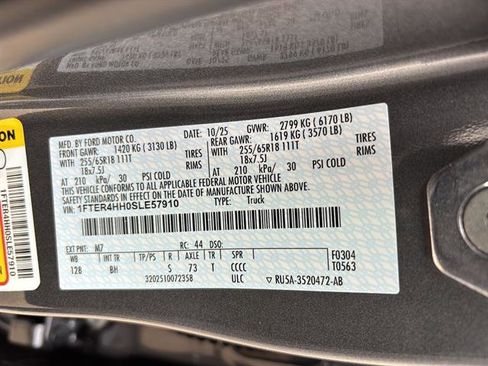 MFD. BY FORD MOTOR CO.
DATE: 10/25 GVWR: 2799 KG ( 6170 LB)
FRONT GAWR: 1420 KG ( 3130 LB) REAR GAWR: 1619 KG ( 3570 LB)
WITH 255/65R18 111T TIRES WITH 255/65R18 111T TIRES
18x7.5J RIMS 18x7.5J RIMS
AT 210 kPa/ 30 PSI COLD AT 210 kPa/ 30 PSI COLD
THIS VEHICLE CONFORMS TO ALL APPLICABLE FEDERAL MOTOR VEHICLE
SAFETY STANDARDS IN EFFECT ON THE DATE OF MANUFACTURE SHOWN ABOVE.
VIN: 1FTER4HH0SLE57910 TYPE: Truck
EXT PNT: M7 RC: 44 DSO: F0304
WB INT TR TP/PS R AXLE TR SPR T0563
128 BH S 73 T CCCC
3202510072358 ULC RU5A-3520472-AB
1FTER4HH0SLE57910